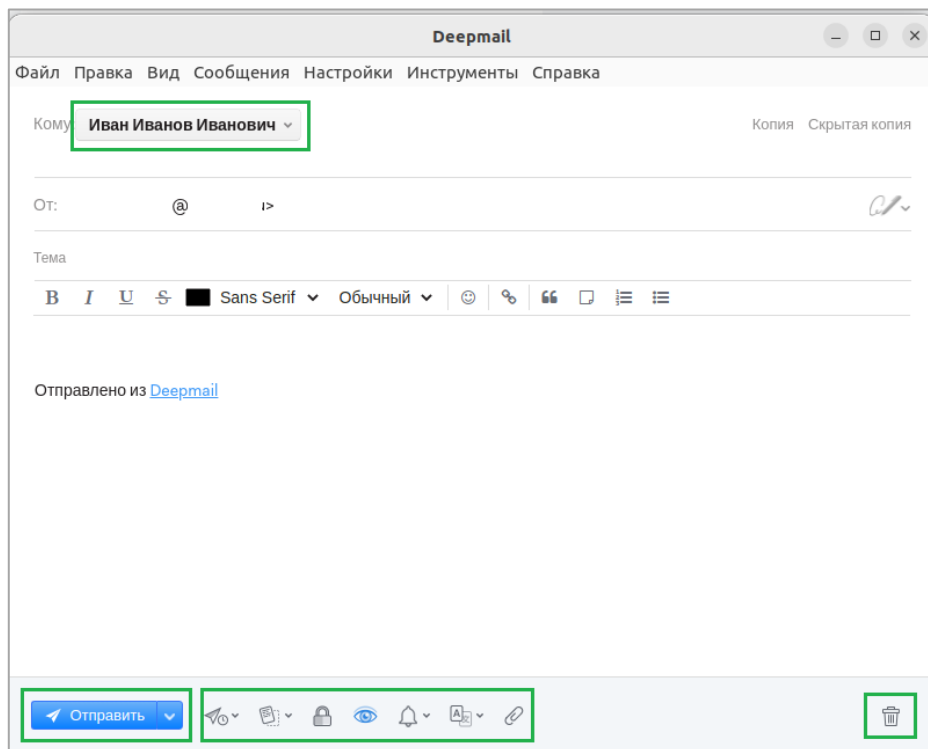 Deepmail
Файл Правка Вид Сообщения Настройки Инструменты Справка
Кому Иван Иванов Иванович Копия Скрытая копия
От: @ >
Тема
B I U S Sans Serif Обычный
Отправлено из Deepmail
Отправить